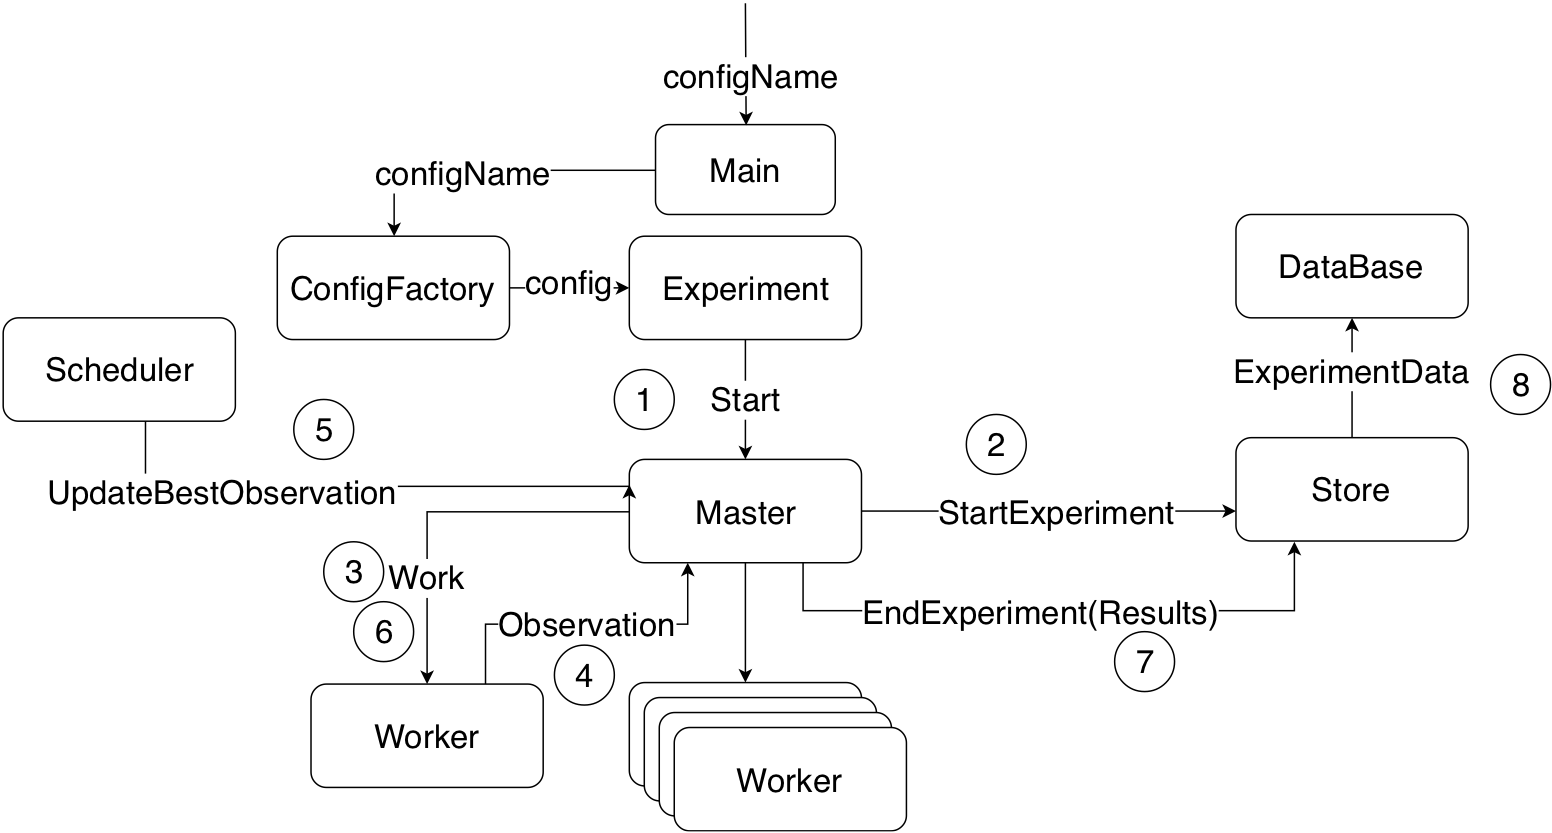 configName
Main
configName
ConfigFactory
config
Experiment
DataBase
Scheduler
ExperimentData
8
1
Start
5
2
UpdateBestObservation
Master
StartExperiment
Store
3
Work
6
Observation
4
EndExperiment(Results)
7
Worker
Worker